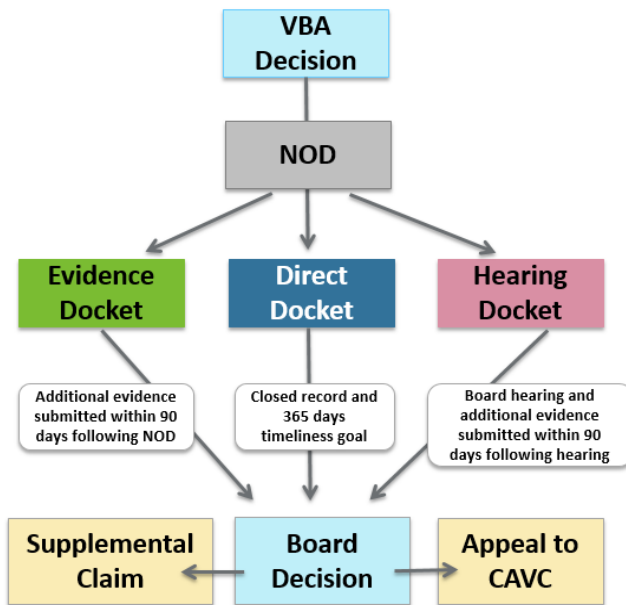 VBA
Decision
NOD
Evidence
Docket
Direct
Docket
Hearing
Docket
Additional evidence
submitted within 90
days following NOD
Closed record and
365 days
timeliness goal
Board hearing and
additional evidence
submitted within 90
days following hearing
Supplemental
Claim
Board
Decision
Appeal to
CAVC